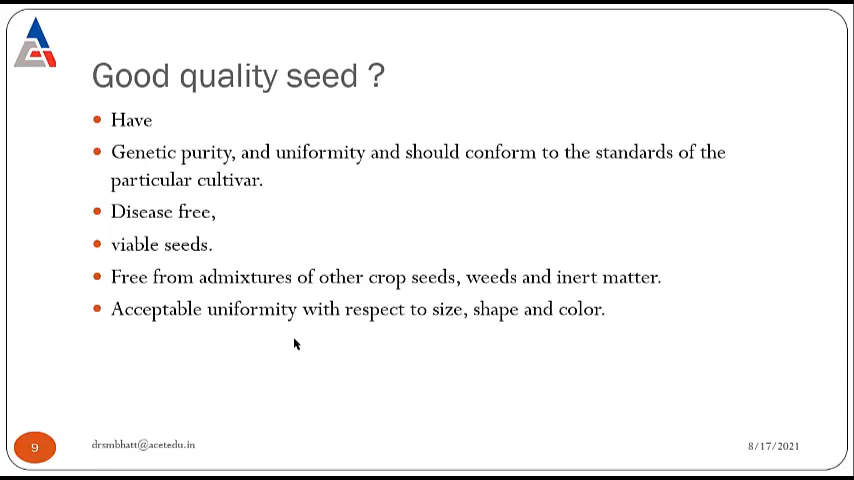 Good quality seed ?
Have
Genetic purity, and uniformity and should conform to the standards of the
particular cultivar.
Disease free,
viable seeds.
Free from admixtures of other crop seeds, weeds and inert matter.
Acceptable uniformity with respect to size, shape and color.
9
drsmbhatt@acetedu.in
8/17/2021